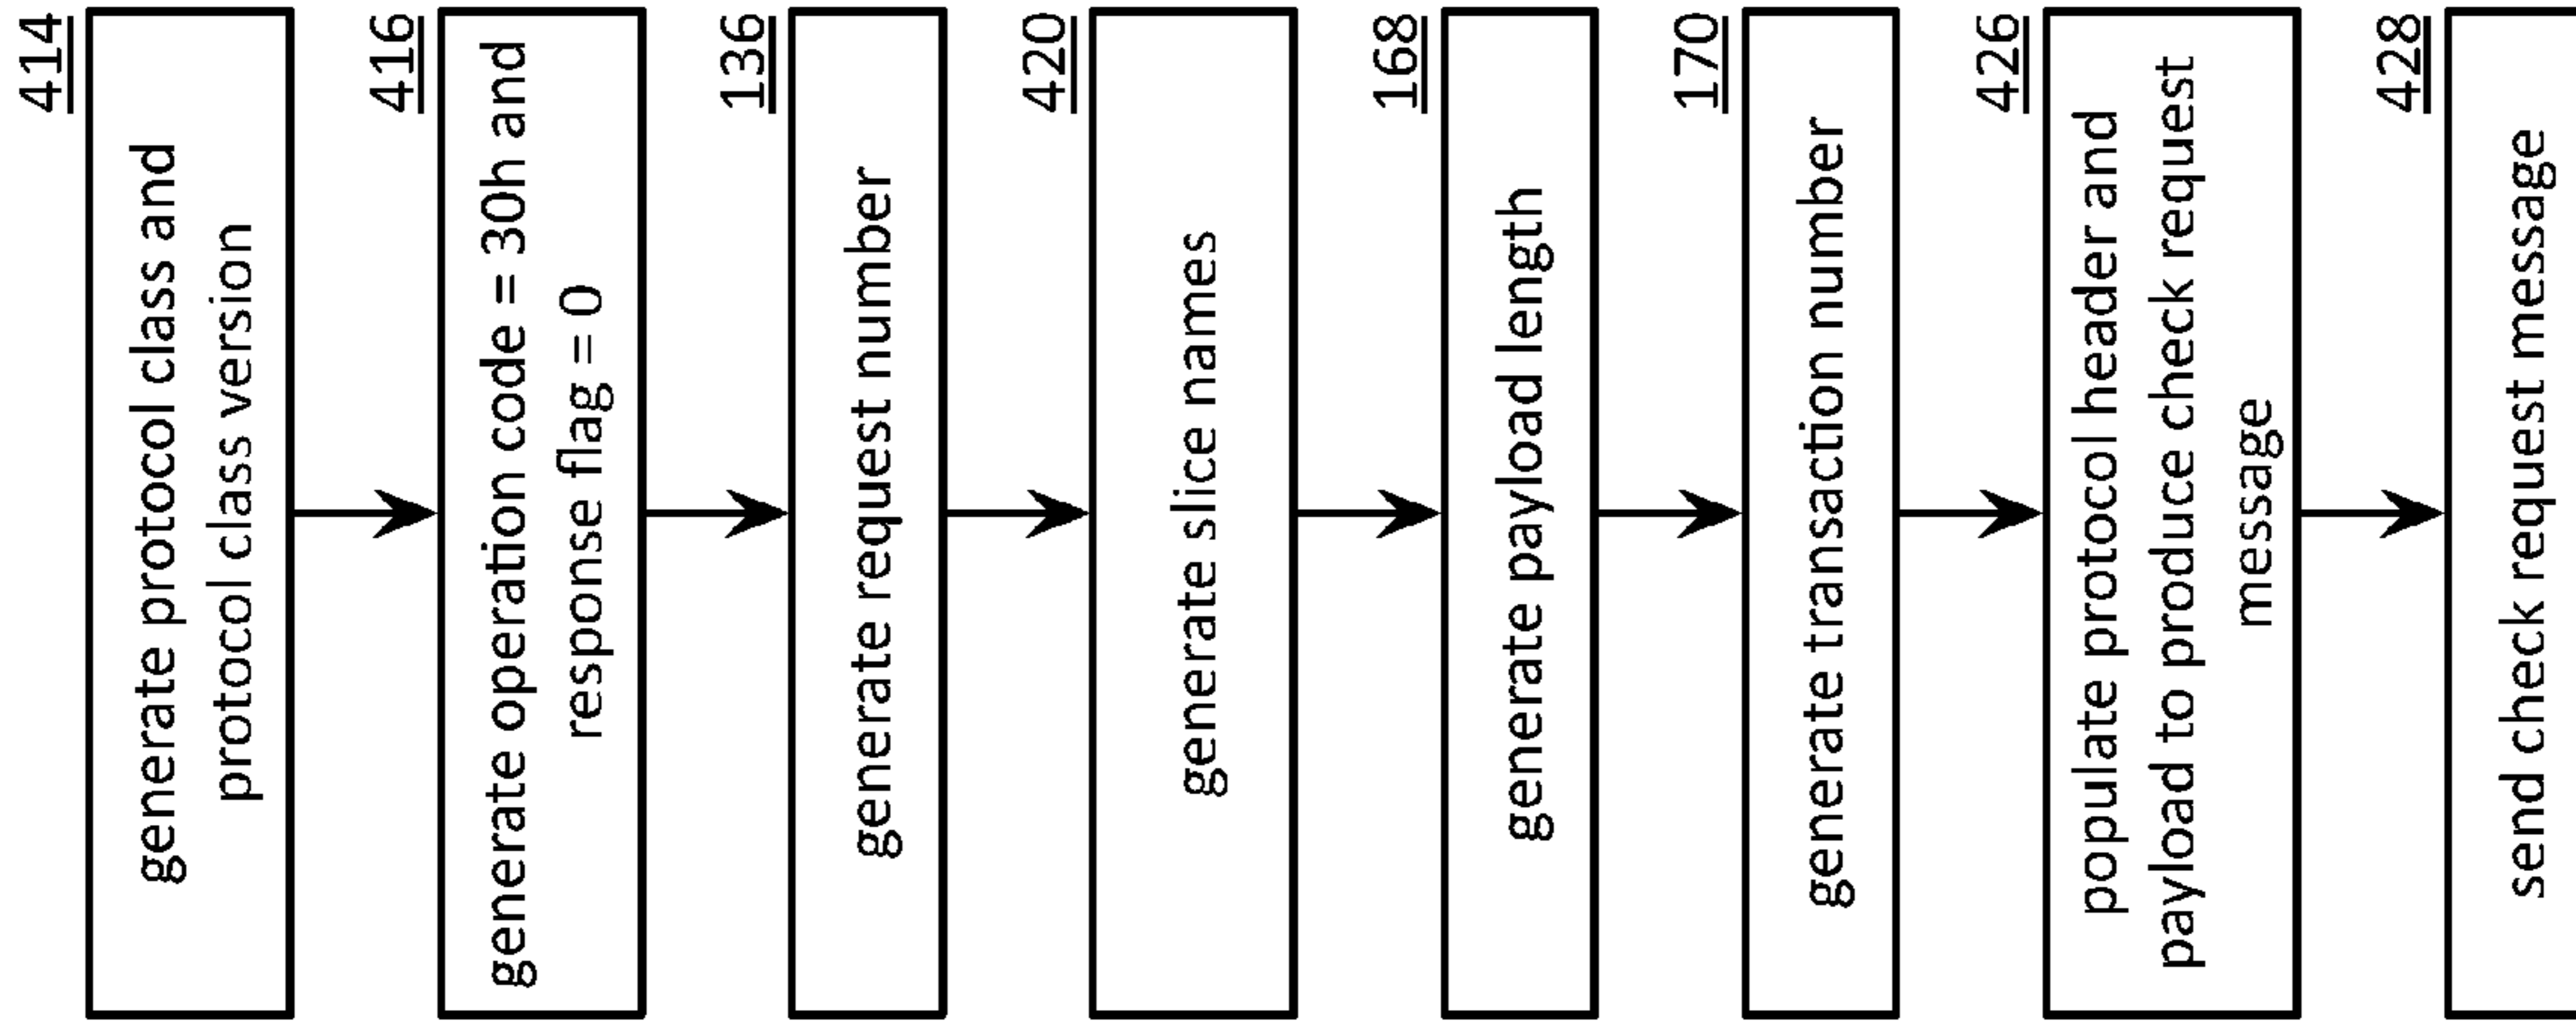 414
generate protocol class and
protocol class version
416
generate operation code = 30h and
response flag = 0
136
generate request number
420
generate slice names
168
generate payload length
170
generate transaction number
426
populate protocol header and
payload to produce check request
message
428
send check request message